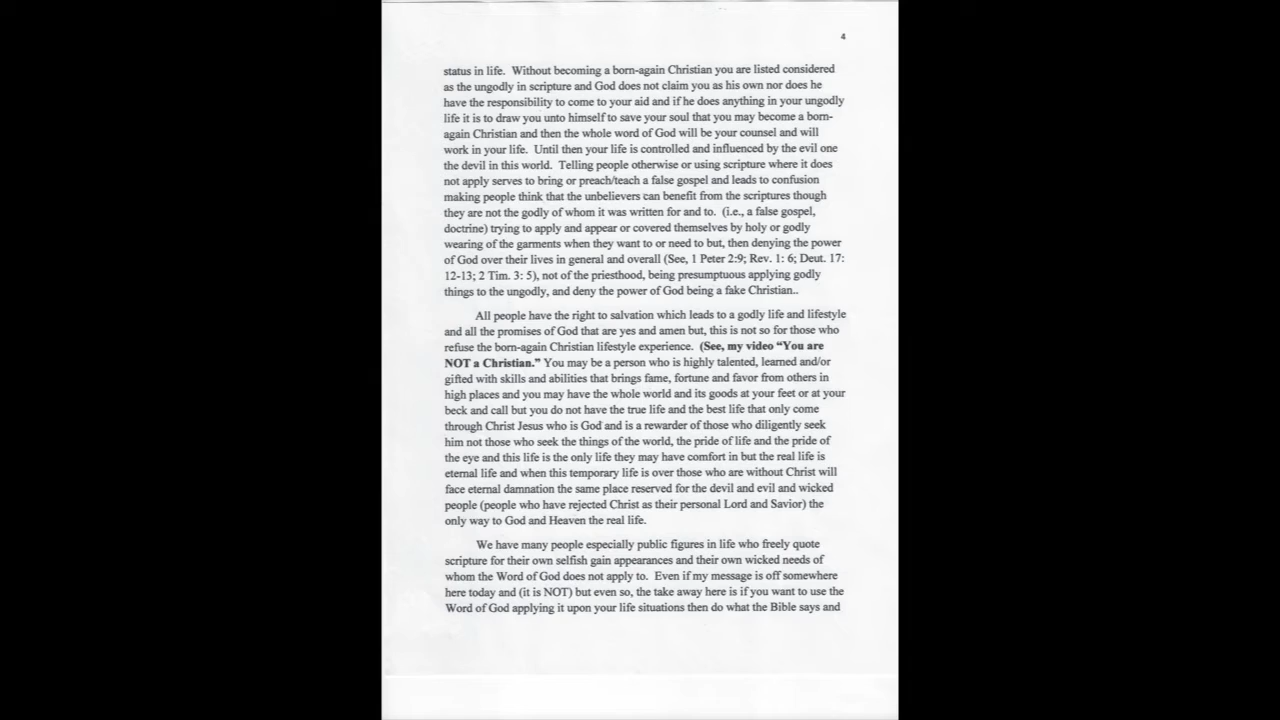 4
status in life. Without becoming a born-again Christian you are listed considered
as the ungodly in scripture and God does not claim you as his own nor does he
have the responsibility to come to your aid and if he does anything in your ungodly
life it is to draw you unto himself to save your soul that you may become a born-
again Christian and then the whole word of God will be your counsel and will
work in your life. Until then your life is controlled and influenced by the evil one
the devil in this world. Telling people otherwise or using scripture where it does
not apply serves to bring or preach/teach a false gospel and leads to confusion
making people think that the unbelievers can benefit from the scriptures though
they are not the godly of whom it was written for and to. (i.e., a false gospel,
doctrine) trying to apply and appear or covered themselves by holy or godly
wearing of the garments when they want to or need to but, then denying the power
of God over their lives in general and overall (See, 1 Peter 2:9; Rev. 1: 6; Deut. 17:
12-13; 2 Tim. 3: 5), not of the priesthood, being presumptuous applying godly
things to the ungodly, and deny the power of God being a fake Christian..
All people have the right to salvation which leads to a godly life and lifestyle
and all the promises of God that are yes and amen but, this is not so for those who
refuse the born-again Christian lifestyle experience. (See, my video “You are
NOT a Christian.” You may be a person who is highly talented, learned and/or
gifted with skills and abilities that brings fame, fortune and favor from others in
high places and you may have the whole world and its goods at your feet or at your
beck and call but you do not have the true life and the best life that only come
through Christ Jesus who is God and is a rewarder of those who diligently seek
him not those who seek the things of the world, the pride of life and the pride of
the eye and this life is the only life they may have comfort in but the real life is
eternal life and when this temporary life is over those who are without Christ will
face eternal damnation the same place reserved for the devil and evil and wicked
people (people who have rejected Christ as their personal Lord and Savior) the
only way to God and Heaven the real life.
We have many people especially public figures in life who freely quote
scripture for their own selfish gain appearances and their own wicked needs of
whom the Word of God does not apply to. Even if my message is off somewhere
here today and (it is NOT) but even so, the take away here is if you want to use the
Word of God applying it upon your life situations then do what the Bible says and